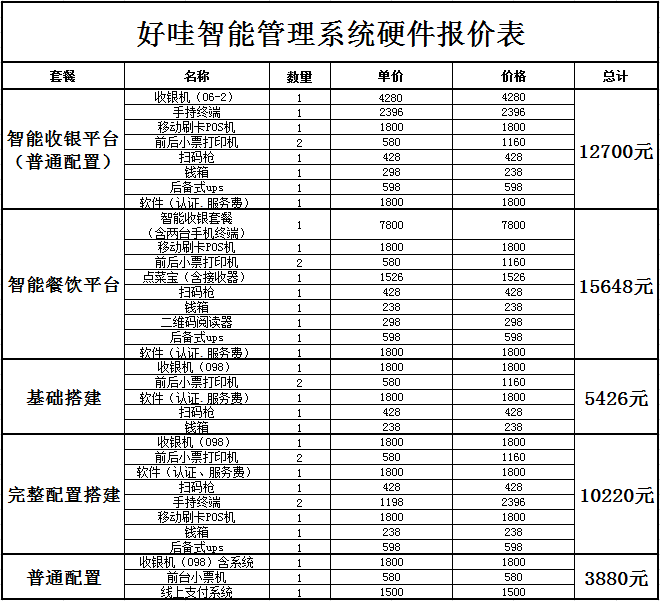 好哇智能管理系统硬件报价表
套餐 名称 数量 单价 价格 总计
智能收银平台（普通配置） 12700元
收银机（06-2） 1 4280 4280
手持终端 1 2396 2396
移动刷卡POS机 1 1800 1800
前后小票打印机 2 580 1160
扫码枪 1 428 428
钱箱 1 298 238
后备式ups 1 598 598
软件（认证.服务费） 1 1800 1800
智能餐饮平台 15648元
智能收银套餐
（含两台手机终端） 1 7800 7800
移动刷卡POS机 1 1800 1800
前后小票打印机 2 580 1160
点菜宝（含接收器） 1 1526 1526
扫码枪 1 428 428
钱箱 1 238 238
二维码阅读器 1 298 298
后备式ups 1 598 598
软件（认证.服务费） 1 1800 1800
基础搭建 5426元
收银机（098） 1 1800 1800
前后小票打印机 2 580 1160
软件（认证.服务费） 1 1800 1800
扫码枪 1 428 428
钱箱 1 238 238
完整配置搭建 10220元
收银机（098） 1 1800 1800
前后小票打印机 2 580 1160
软件（认证、服务费） 1 1800 1800
扫码枪 1 428 428
手持终端 2 1198 2396
移动刷卡POS机 1 1800 1800
钱箱 1 238 238
后备式ups 1 598 598
普通配置 3880元
收银机（098）含系统 1 1800 1800
前台小票机 1 580 580
线上支付系统 1 1500 1500